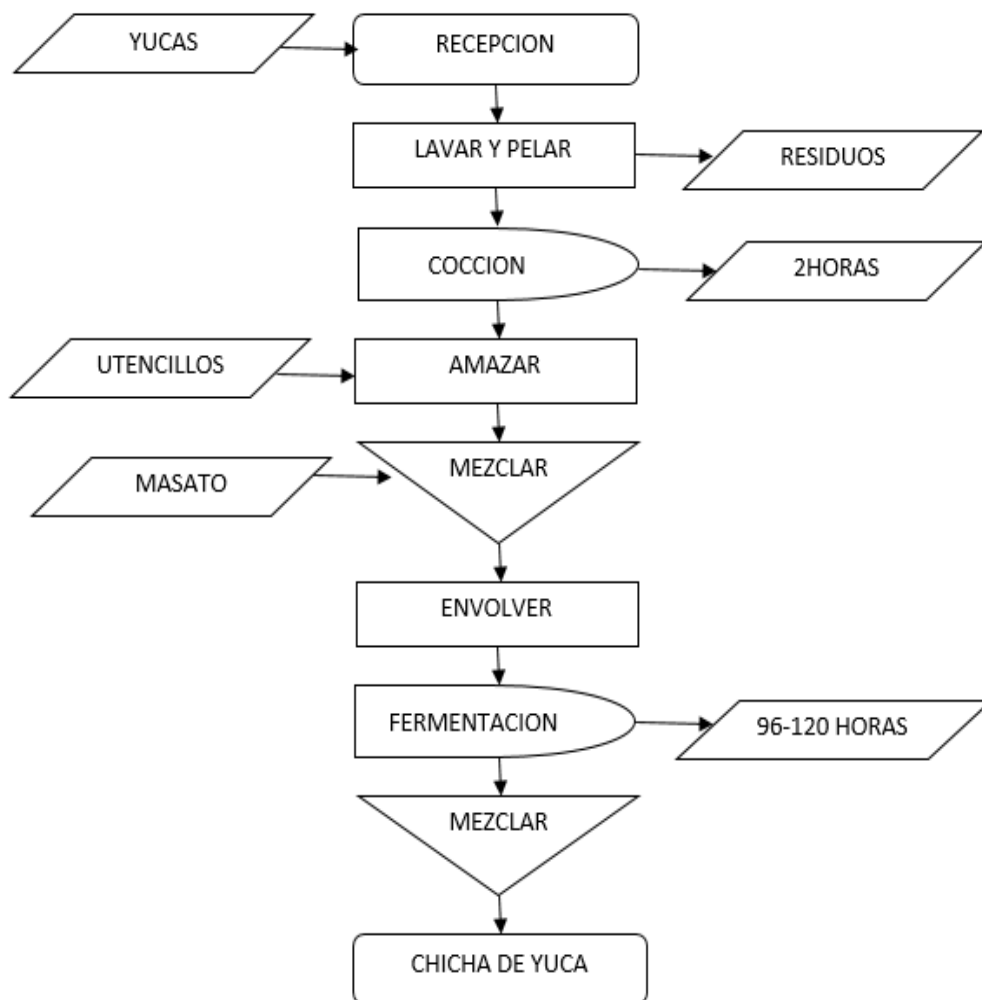 YUCAS
RECEPCION
LAVAR Y PELAR
RESIDUOS
COCCION
2HORAS
UTENCILLOS
AMAZAR
MASATO
MEZCLAR
ENVOLVER
FERMENTACION
96-120 HORAS
MEZCLAR
CHICHA DE YUCA